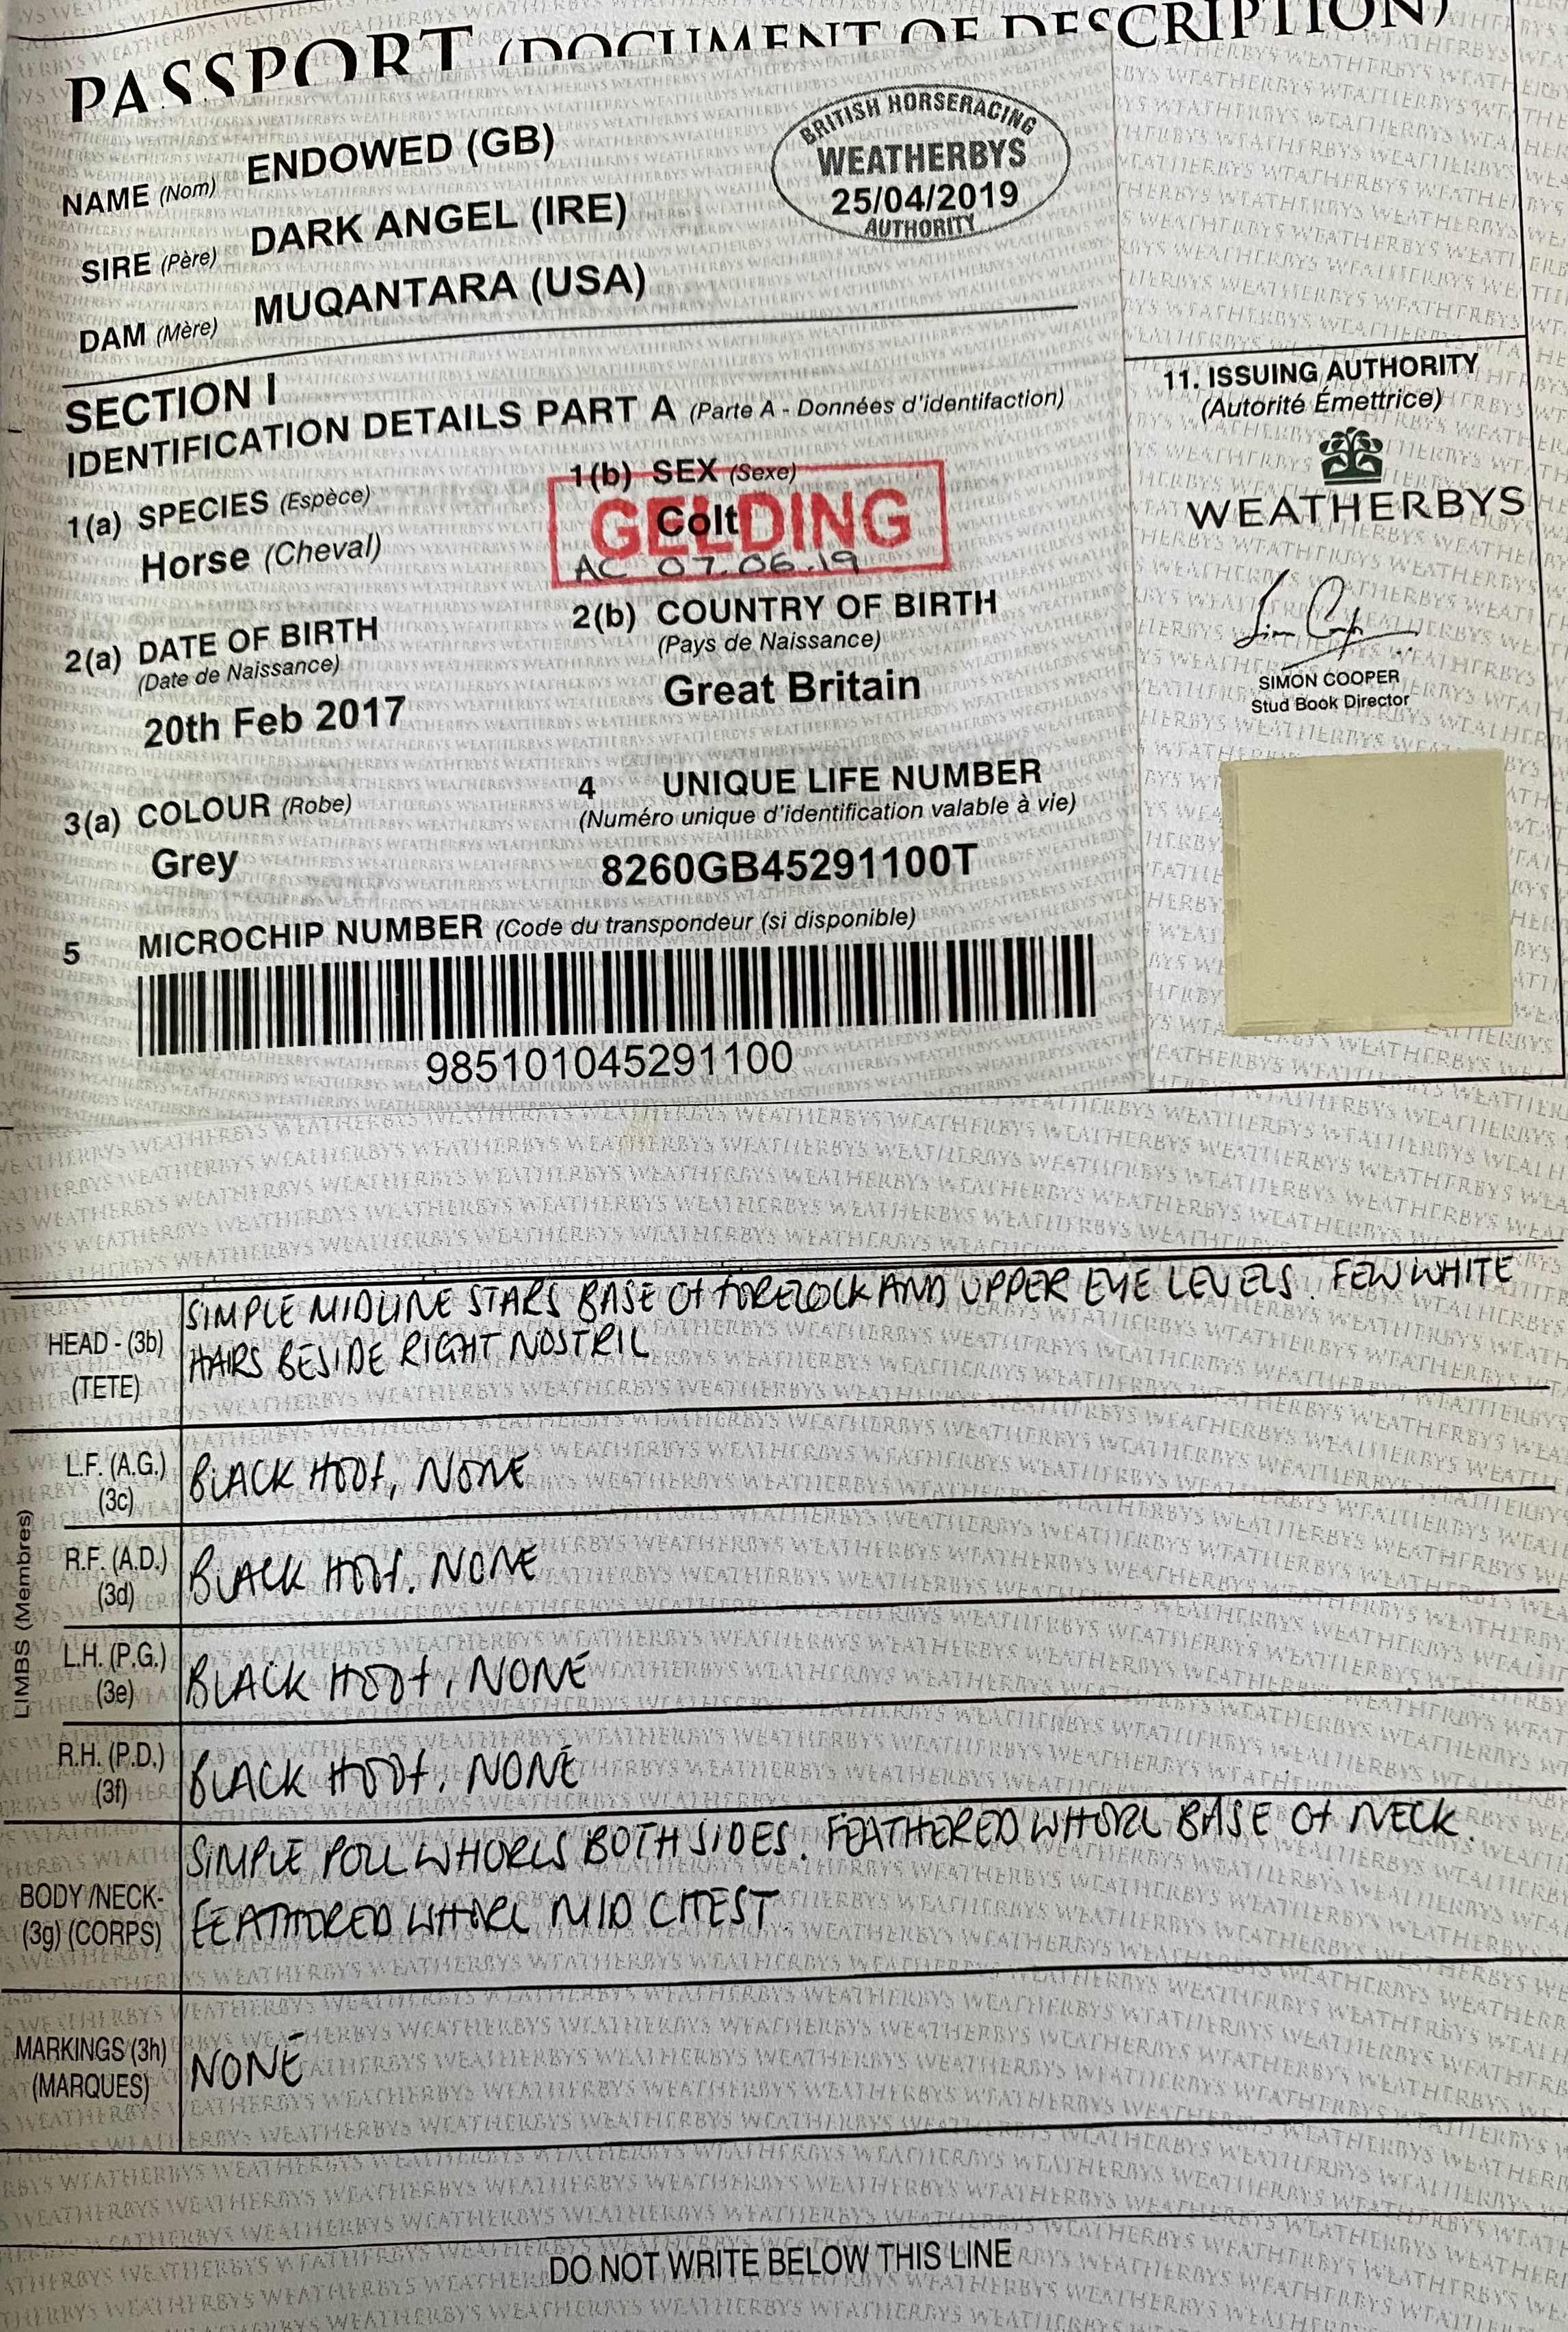 PASSPORT (DOCUMENT OF DESCRIPTION)
NAME (Nom) ENDOWED (GB)
SIRE (Père) DARK ANGEL (IRE)
DAM (Mère) MUQANTARA (USA)
BRITISH HORSERACING
WEATHERBYS
25/04/2019
AUTHORITY
SECTION I
IDENTIFICATION DETAILS PART A (Parte A - Données d'identifaction)
1(a) SPECIES (Espèce)
Horse (Cheval)
1(b) SEX (Sexe)
Colt
GELDING
AC 07.06.19
2(a) DATE OF BIRTH
(Date de Naissance)
20th Feb 2017
2(b) COUNTRY OF BIRTH
(Pays de Naissance)
Great Britain
3(a) COLOUR (Robe)
Grey
4 UNIQUE LIFE NUMBER
(Numéro unique d'identification valable à vie)
8260GB45291100T
5 MICROCHIP NUMBER (Code du transpondeur (si disponible)
985101045291100
11. ISSUING AUTHORITY
(Autorité Émettrice)
WEATHERBYS
SIMON COOPER
Stud Book Director
HEAD - (3b)
(TETE)
SIMPLE MIDLINE STARS BASE OF FORELOCK AND UPPER EYE LEVELS. FEW WHITE
HAIRS BESIDE RIGHT NOSTRIL
LIMBS (Membres)
L.F. (A.G.)
(3c)
BLACK HOOF, NONE
R.F. (A.D.)
(3d)
BLACK HOOF. NONE
L.H. (P.G.)
(3e)
BLACK HOOF, NONE
R.H. (P.D.)
(3f)
BLACK HOOF. NONE
BODY/NECK-
(3g) (CORPS)
SIMPLE POLL WHORLS BOTH SIDES. FEATHERED WHORL BASE OF NECK.
FEATHERED WHORL MID CHEST.
MARKINGS (3h)
(MARQUES)
NONE
DO NOT WRITE BELOW THIS LINE